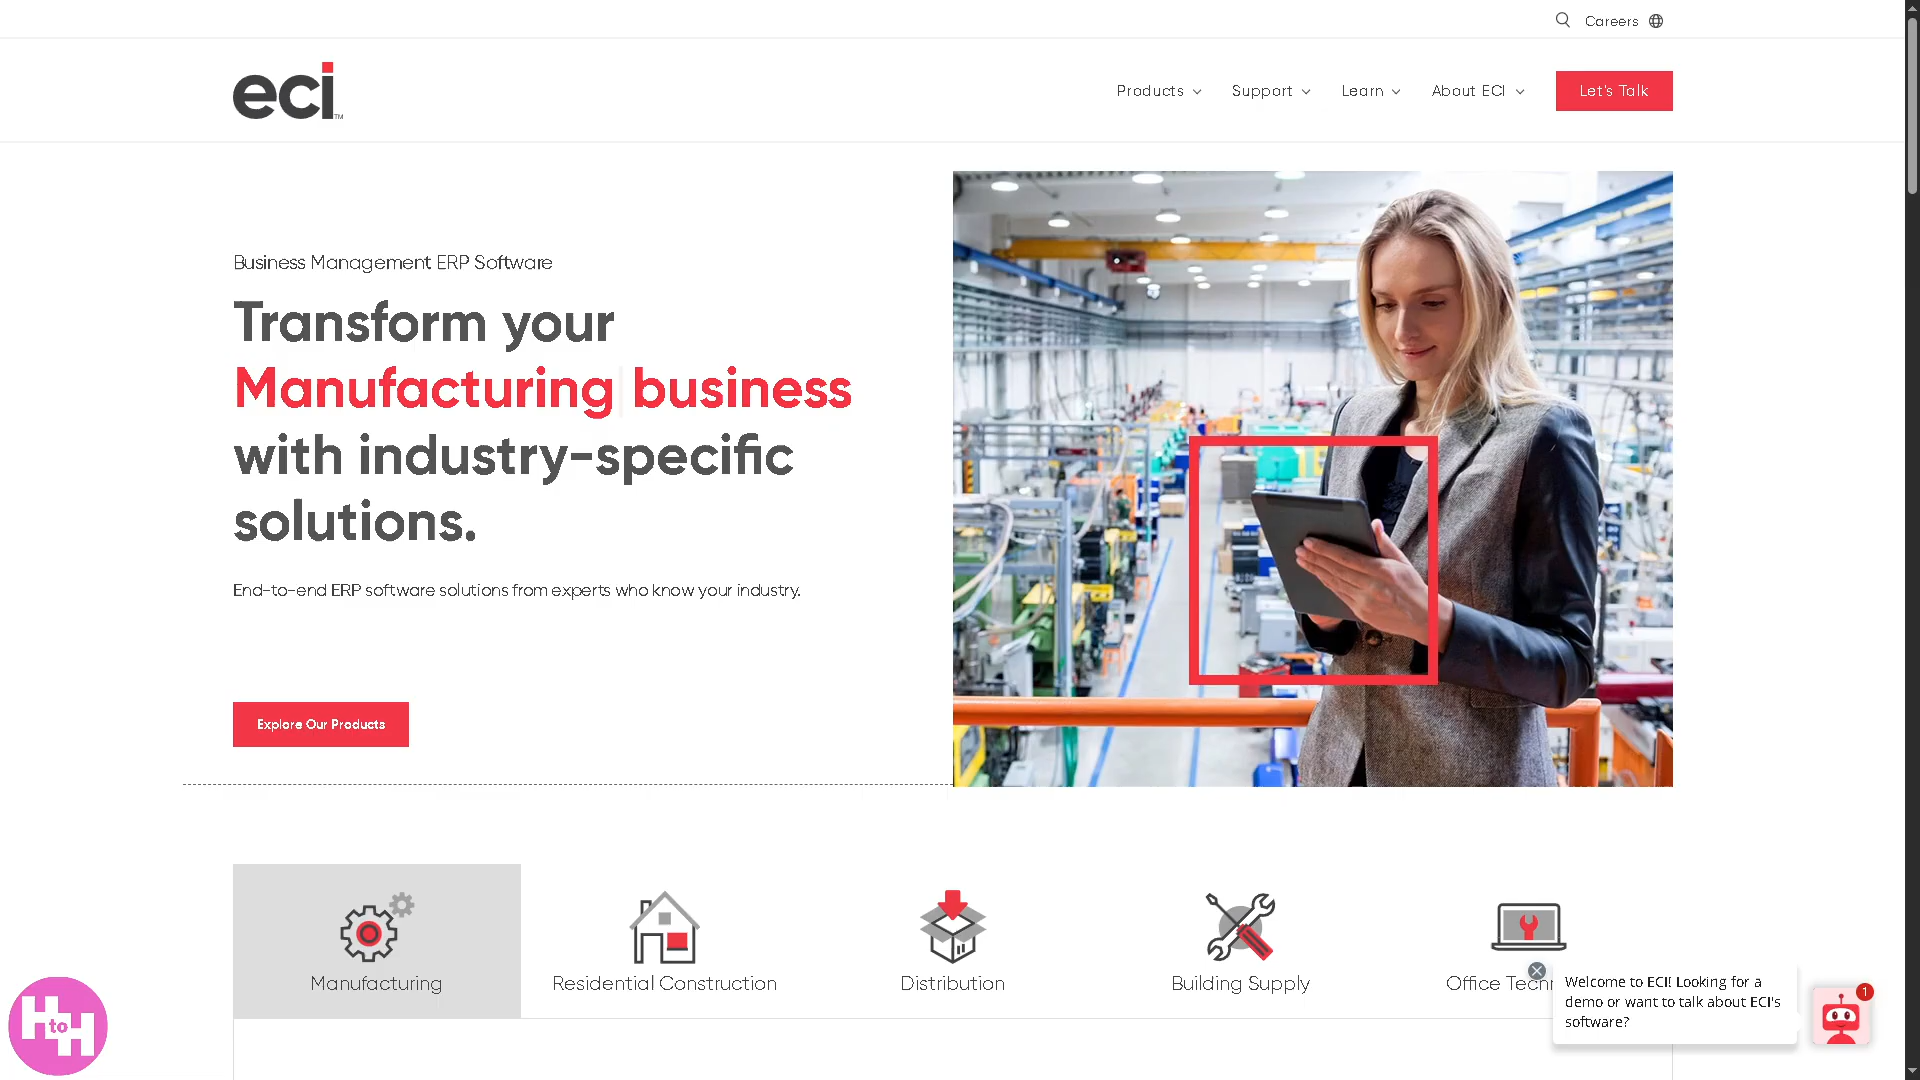 Careers
eci
TM
Products
Support
Learn
About ECI
Let's Talk
Business Management ERP Software
Transform your
Manufacturing business
with industry-specific
solutions.
End-to-end ERP software solutions from experts who know your industry.
Explore Our Products
Manufacturing
Residential Construction
Distribution
Building Supply
Office Techn
Welcome to ECI! Looking for a
demo or want to talk about ECI's
software?
1
H to H